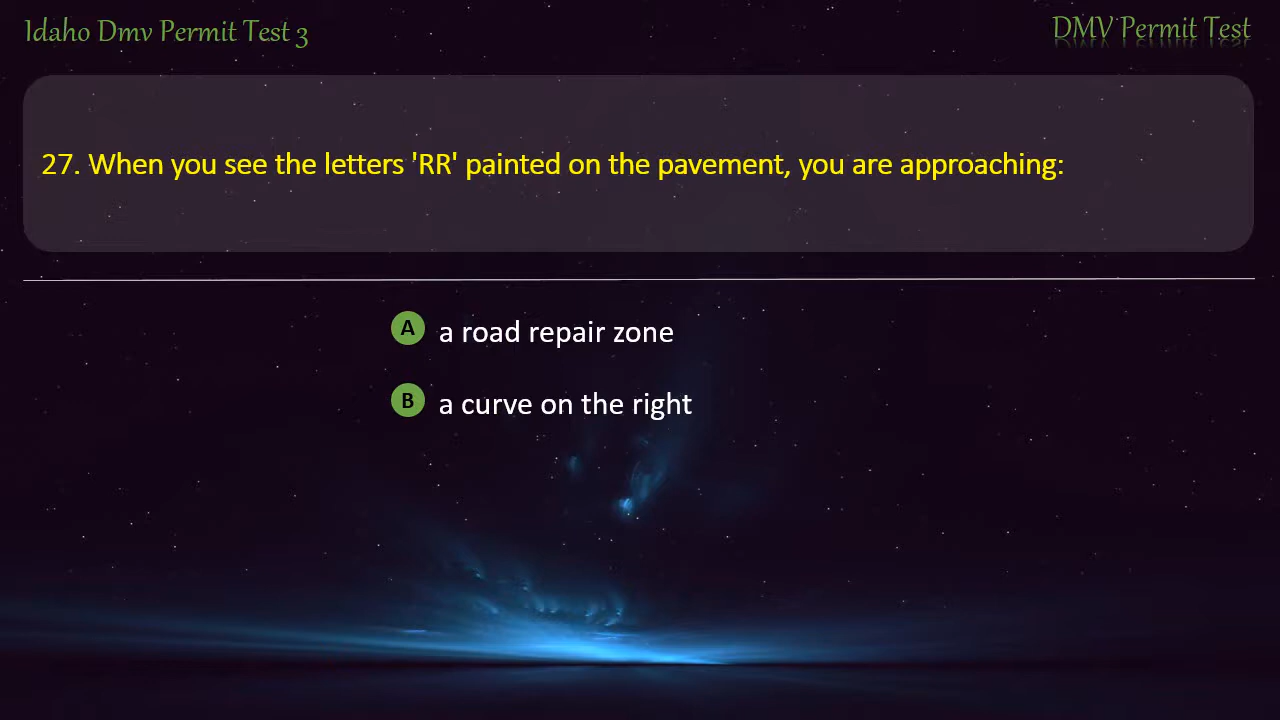 Idaho Dmv Permit Test 3
DMV Permit Test
27. When you see the letters 'RR' painted on the pavement, you are approaching:
A a road repair zone
B a curve on the right